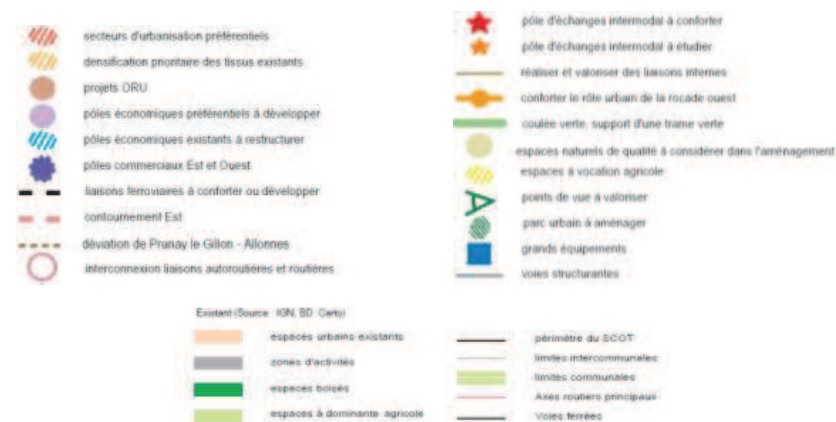 secteurs d'urbanisation préférentiels
densification prioritaire des tissus existants
projets ORU
pôles économiques préférentiels à développer
pôles économiques existants à restructurer
pôles commerciaux Est et Ouest
liaisons ferroviaires à conforter ou développer
contournement Est
déviation de Prunay le Gillon - Allonnes
interconnexion liaisons autoroutières et routières
pôle d'échanges intermodal à conforter
pôle d'échanges intermodal à étudier
réaliser et valoriser des liaisons internes
conforter le rôle urbain de la rocade ouest
coulée verte, support d'une trame verte
espaces naturels de qualité à considérer dans l'aménagement
espaces à vocation agricole
points de vue à valoriser
parc urbain à aménager
grands équipements
voies structurantes
Existant (Source IGN, BD Carto)
espaces urbains existants
zones d'activités
espaces boisés
espaces à dominante agricole
périmètre du SCOT
limites intercommunales
limites communales
Axes routiers principaux
Voies ferrées